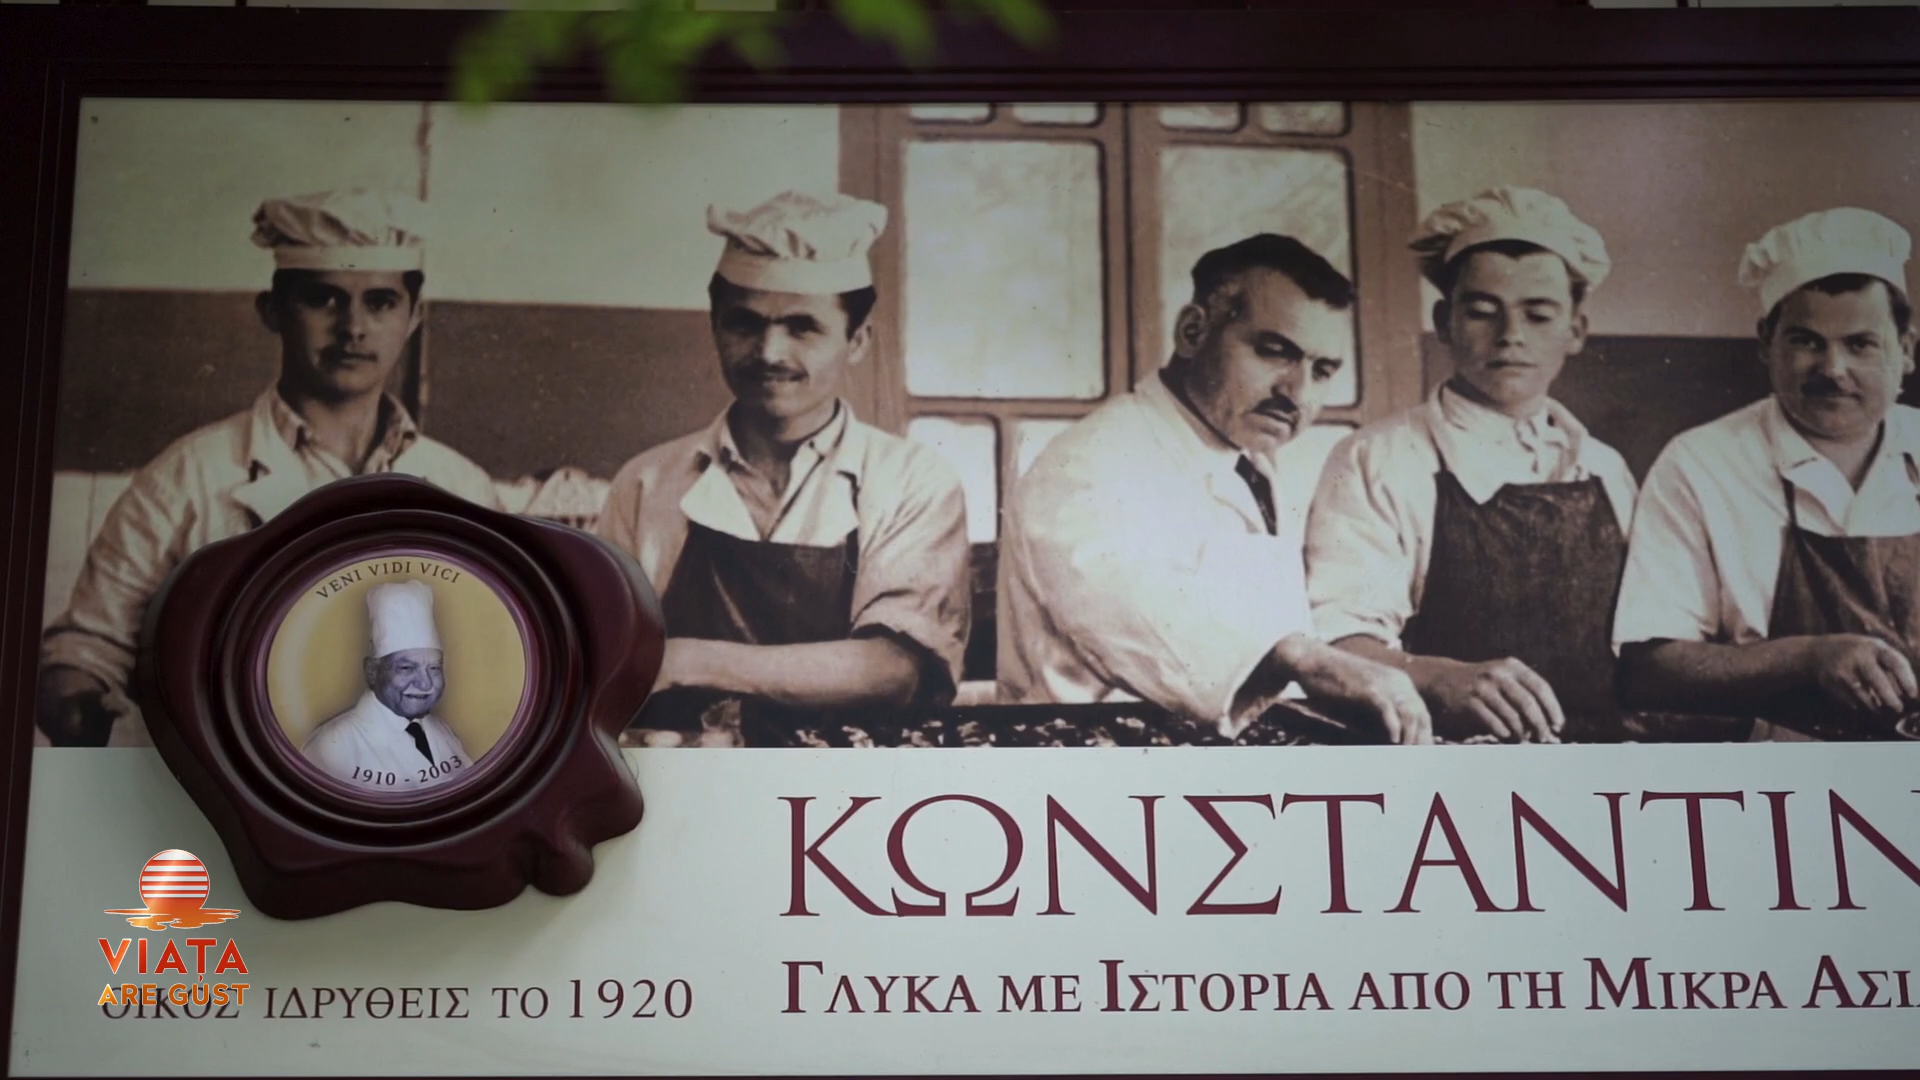 VENI VIDI VICI
1910 - 2003
ΚΩΝΣΤΑΝΤΙΝ
ΓΛΥΚΑ ΜΕ ΙΣΤΟΡΙΑ ΑΠΟ ΤΗ ΜΙΚΡΑ ΑΣΙ
ΟΙΚΟΣ ΙΔΡΥΘΕΙΣ ΤΟ 1920
VIAȚA
ARE GUST